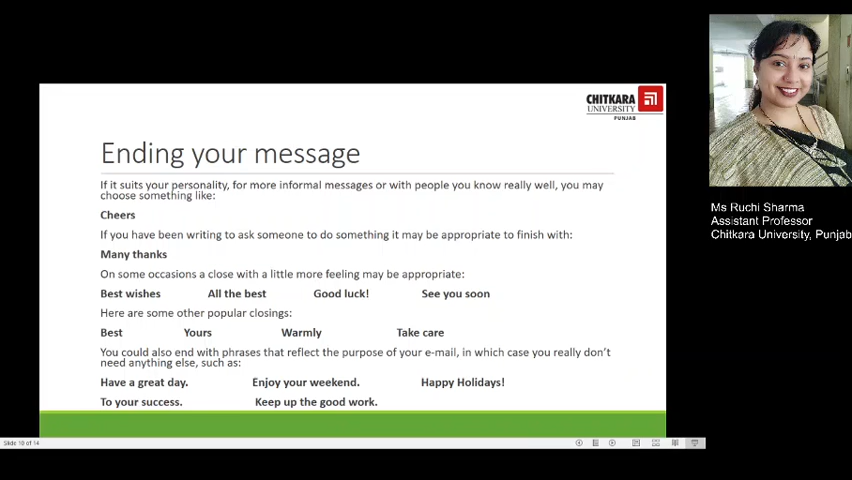 CHITKARA
UNIVERSITY
PUNJAB
Ending your message
If it suits your personality, for more informal messages or with people you know really well, you may
choose something like:
Cheers
If you have been writing to ask someone to do something it may be appropriate to finish with:
Many thanks
On some occasions a close with a little more feeling may be appropriate:
Best wishes All the best Good luck! See you soon
Here are some other popular closings:
Best Yours Warmly Take care
You could also end with phrases that reflect the purpose of your e-mail, in which case you really don't
need anything else, such as:
Have a great day. Enjoy your weekend. Happy Holidays!
To your success. Keep up the good work.
Slide 10 of 14
Ms Ruchi Sharma
Assistant Professor
Chitkara University, Punjab